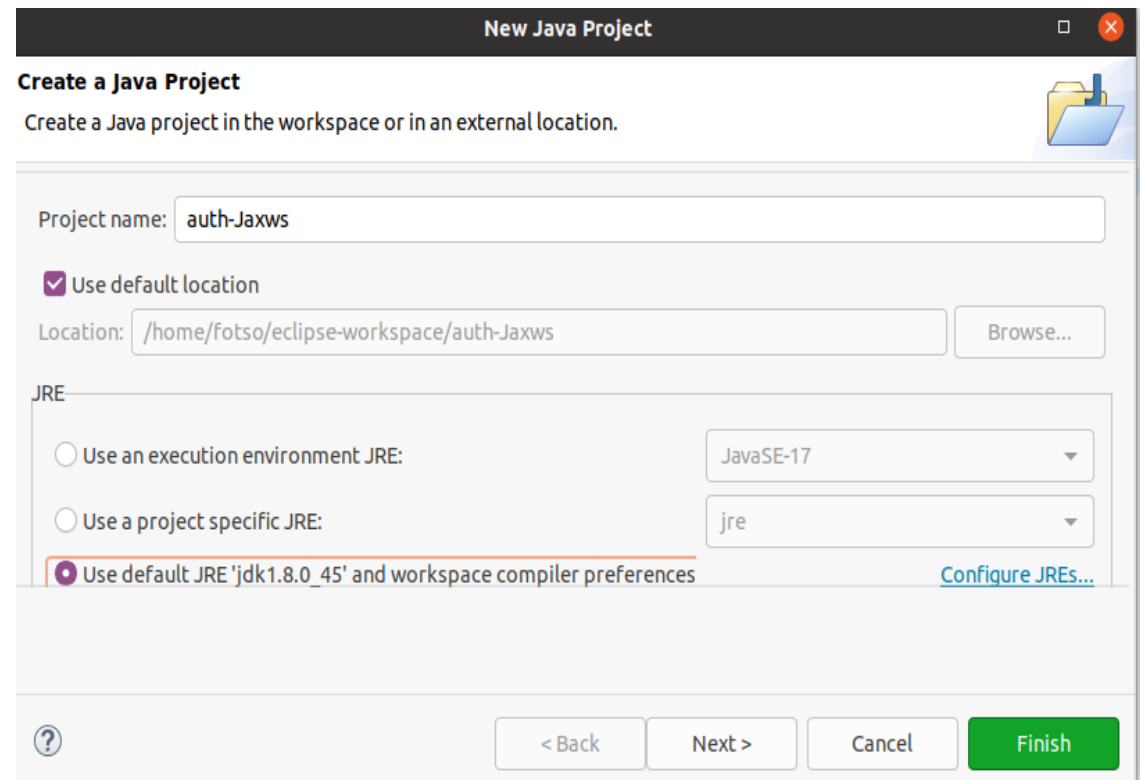 New Java Project
Create a Java Project
Create a Java project in the workspace or in an external location.
Project name: auth-Jaxws
Use default location
Location: /home/fotso/eclipse-workspace/auth-Jaxws Browse...
JRE
Use an execution environment JRE: JavaSE-17
Use a project specific JRE: jre
Use default JRE 'jdk1.8.0_45' and workspace compiler preferences Configure JREs...
? < Back Next > Cancel Finish